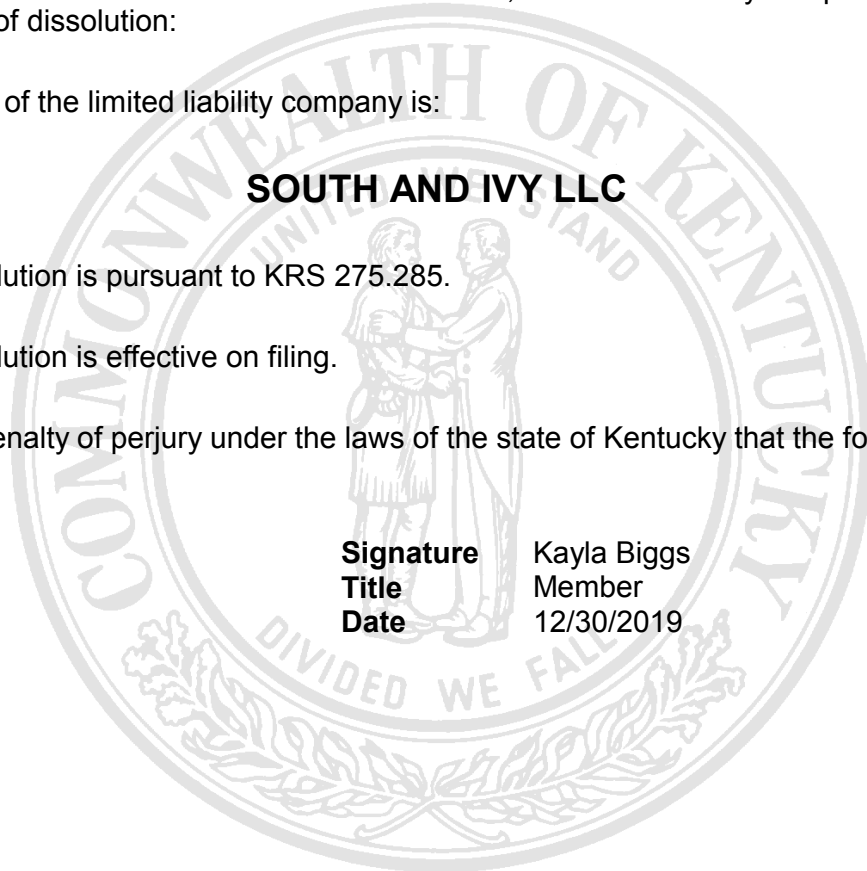 of dissolution:
of the limited liability company is:
SOUTH AND IVY LLC
lution is pursuant to KRS 275.285.
lution is effective on filing.
enalty of perjury under the laws of the state of Kentucky that the fo
Signature Kayla Biggs
Title Member
Date 12/30/2019
COMMONWEALTH OF KENTUCKY
UNITED WE STAND
DIVIDED WE FALL